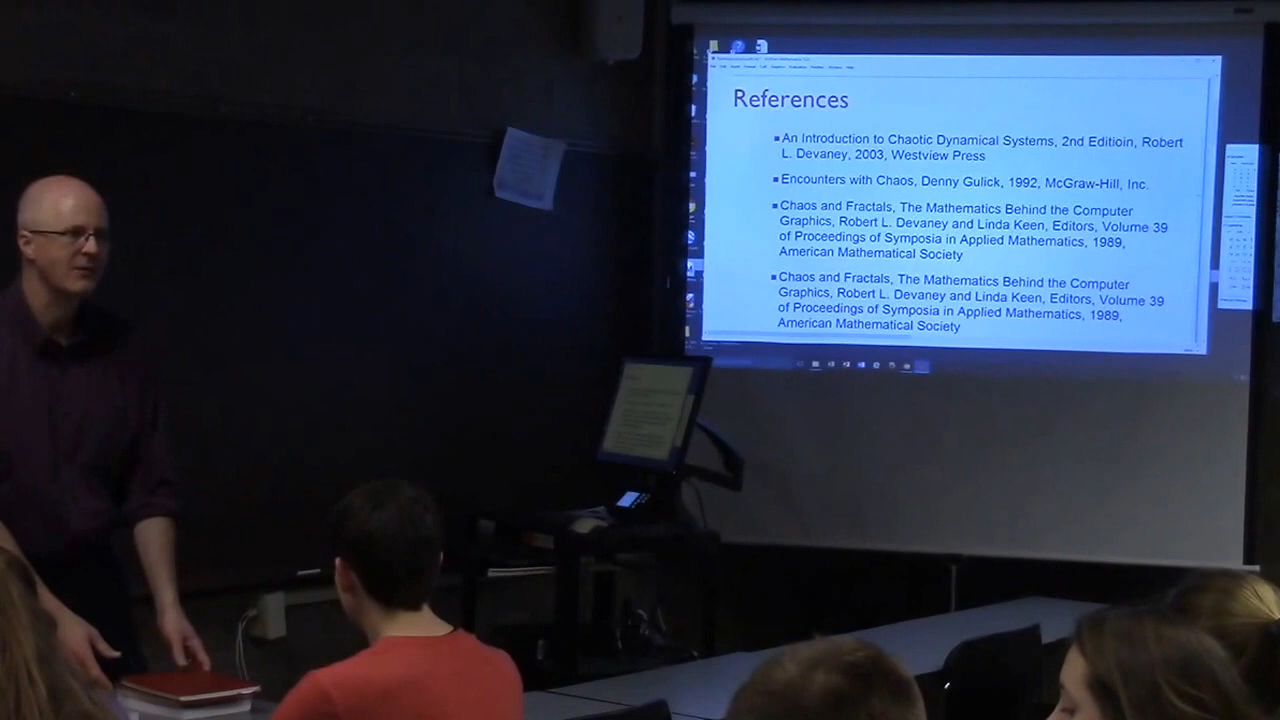 References
An Introduction to Chaotic Dynamical Systems, 2nd Editioin, Robert
L. Devaney, 2003, Westview Press
Encounters with Chaos, Denny Gulick, 1992, McGraw-Hill, Inc.
Chaos and Fractals, The Mathematics Behind the Computer
Graphics, Robert L. Devaney and Linda Keen, Editors, Volume 39
of Proceedings of Symposia in Applied Mathematics, 1989,
American Mathematical Society
Chaos and Fractals, The Mathematics Behind the Computer
Graphics, Robert L. Devaney and Linda Keen, Editors, Volume 39
of Proceedings of Symposia in Applied Mathematics, 1989,
American Mathematical Society